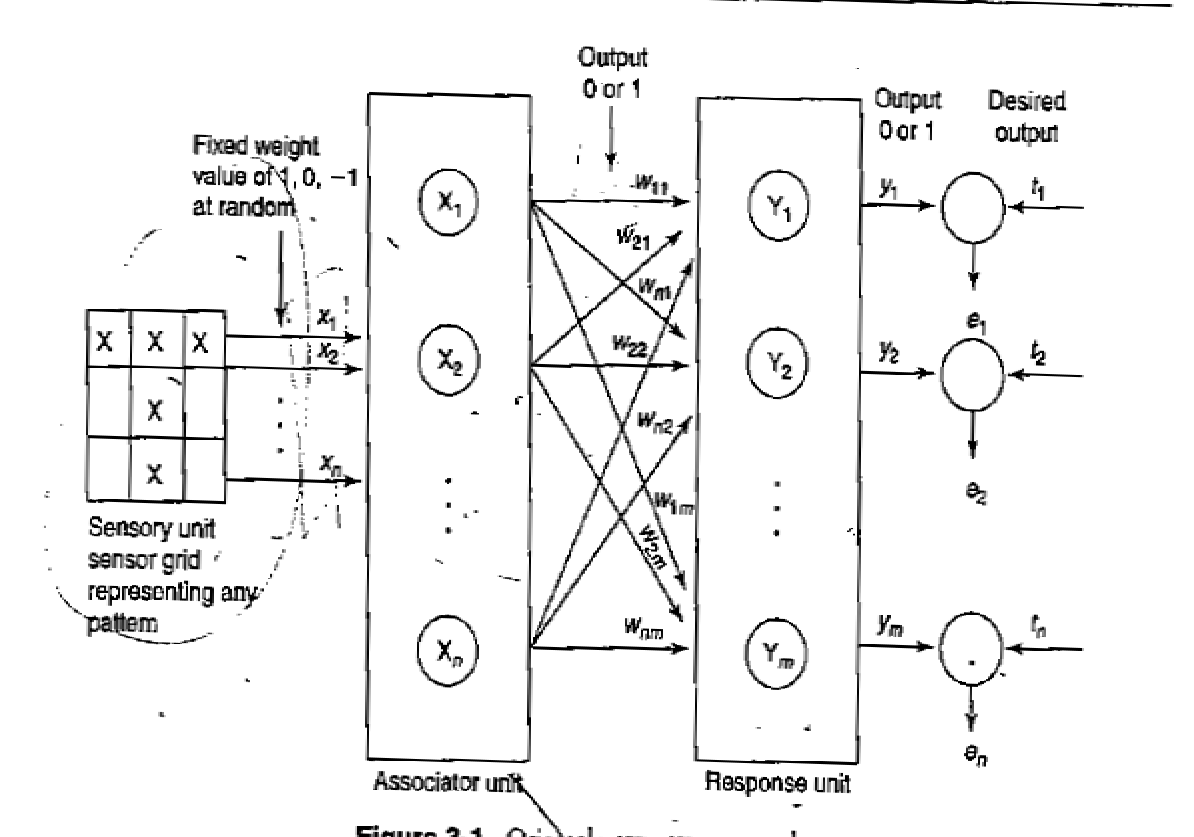 Output
0 or 1
Output
0 or 1
Desired
output
Fixed weight
value of 1, 0, −1
at random
X X X
X
X
x1
x2
xn
Sensory unit
sensor grid
representing any
pattern
X1
X2
Xn
Associator unit
w11
w21
wm1
w22
wn2
w1m
w2m
wnm
Y1
Y2
Ym
Response unit
y1
t1
e1
y2
t2
e2
ym
tn
en
Figure 3-1